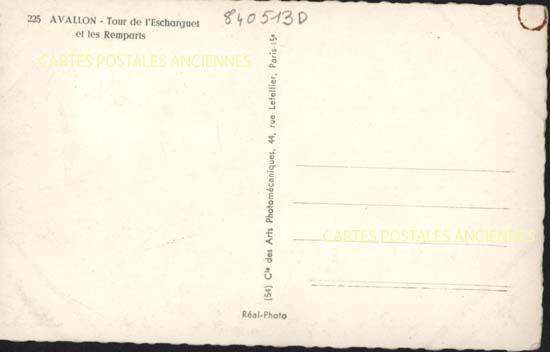 225 AVALLON - Tour de l'Escharguet
et les Remparts
840513D
CARTES POSTALES ANCIENNES
(54) Cie des Arts Photomécaniques, 44, rue Letellier, Paris-15e
CARTES POSTALES ANCIENNES
Réal-Photo